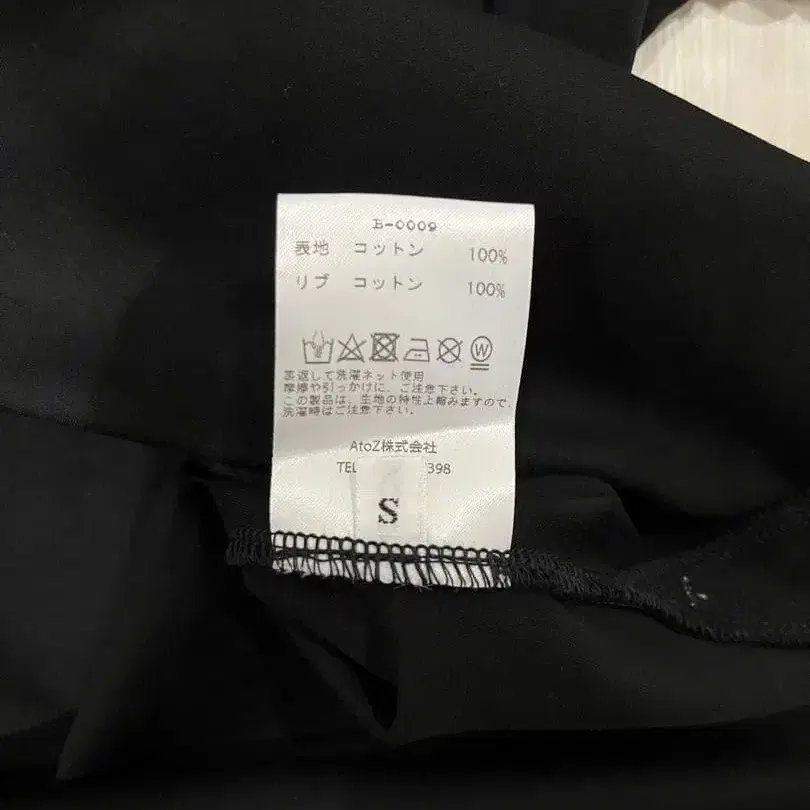 B-0009
表地 コットン 100%
リブ コットン 100%
W
裏返して洗濯ネット使用
摩擦や引っかけに、ご注意下さい。
この製品は、生地の特性上縮みますので、
洗濯時はご注意下さい。
AtoZ株式会社
TEL 398
S